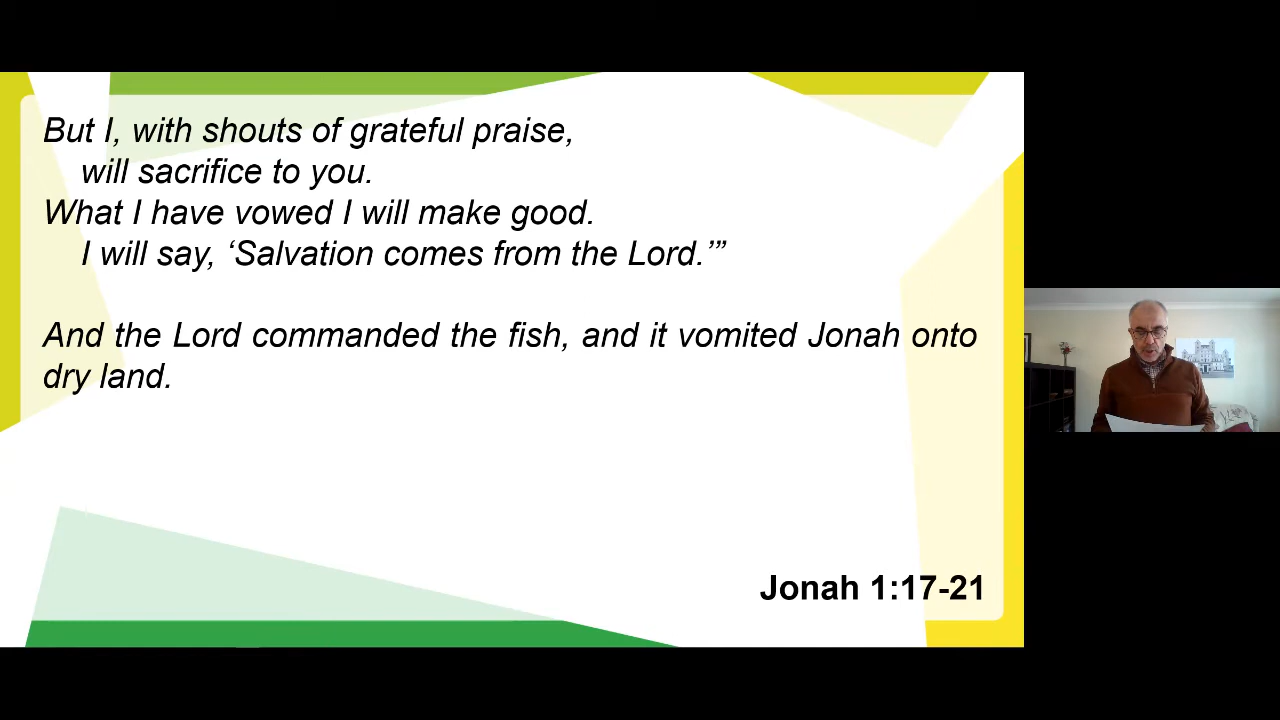 But I, with shouts of grateful praise,
will sacrifice to you.
What I have vowed I will make good.
I will say, ‘Salvation comes from the Lord.’”
And the Lord commanded the fish, and it vomited Jonah onto
dry land.
Jonah 1:17-21